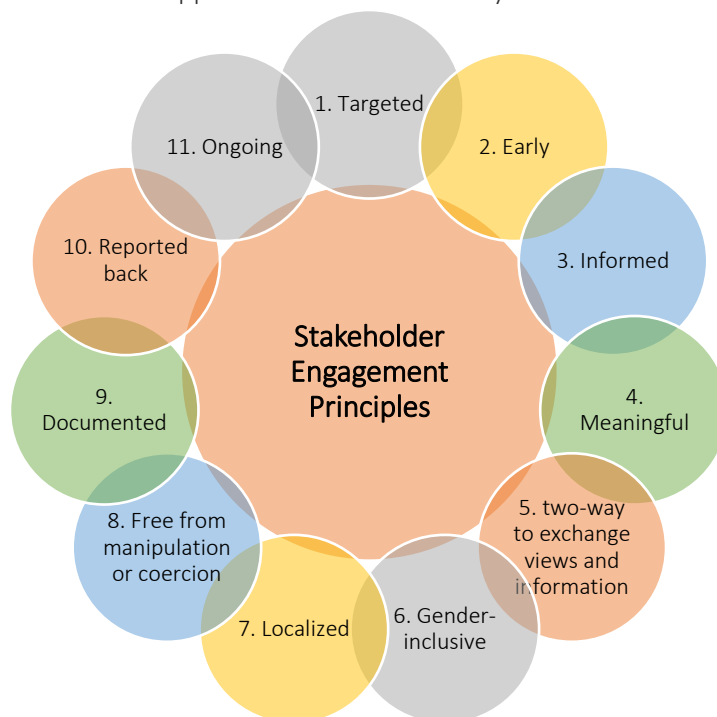 1. Targeted
2. Early
3. Informed
4.
Meaningful
5. two-way
to exchange
views and
information
6. Gender-
inclusive
7. Localized
8. Free from
manipulation
or coercion
9.
Documented
10. Reported
back
11. Ongoing
Stakeholder
Engagement
Principles